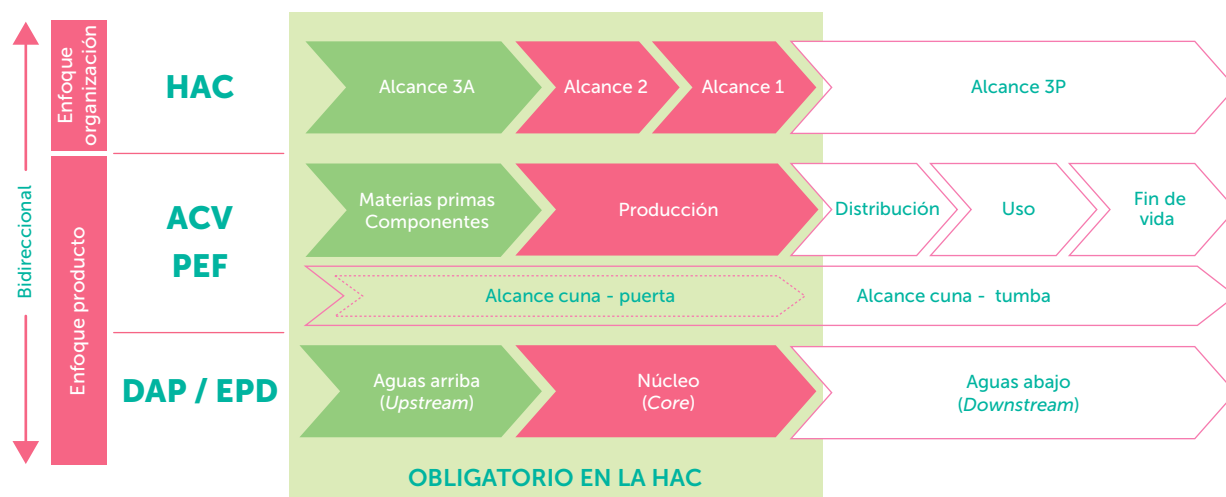 Bidireccional
Enfoque
organización
HAC
Alcance 3A
Alcance 2
Alcance 1
Alcance 3P
Enfoque producto
ACV
PEF
Materias primas
Componentes
Producción
Distribución
Uso
Fin de
vida
Alcance cuna - puerta
Alcance cuna - tumba
DAP / EPD
Aguas arriba
(Upstream)
Núcleo
(Core)
Aguas abajo
(Downstream)
OBLIGATORIO EN LA HAC